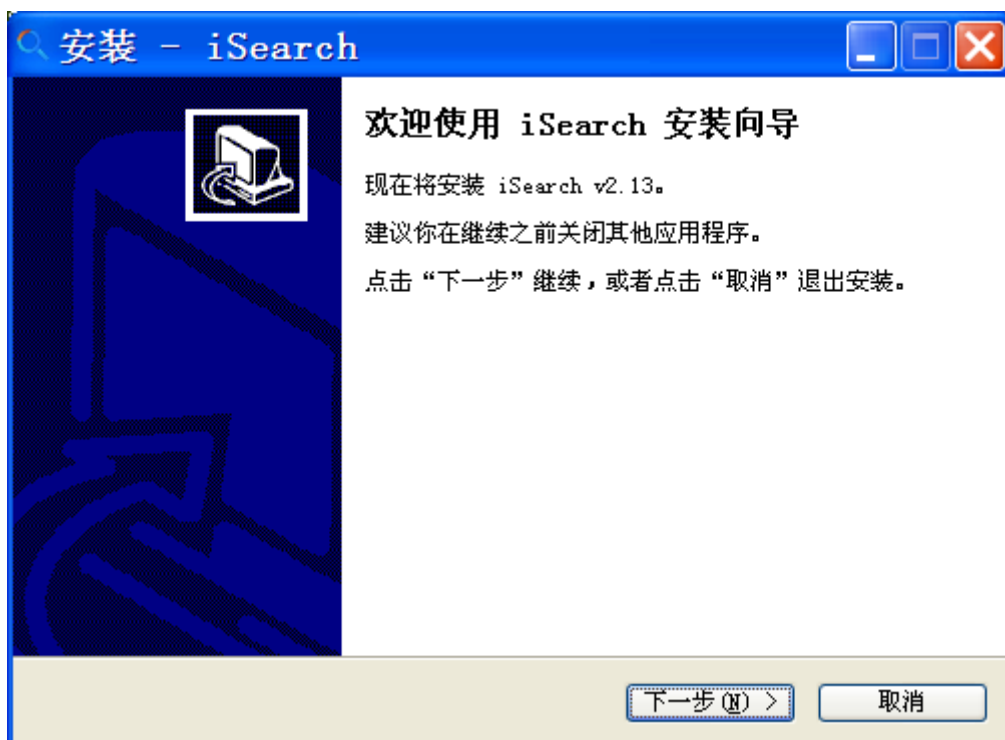 安装 - iSearch
欢迎使用 iSearch 安装向导
现在将安装 iSearch v2.13。
建议你在继续之前关闭其他应用程序。
点击“下一步”继续，或者点击“取消”退出安装。
下一步(N) >
取消